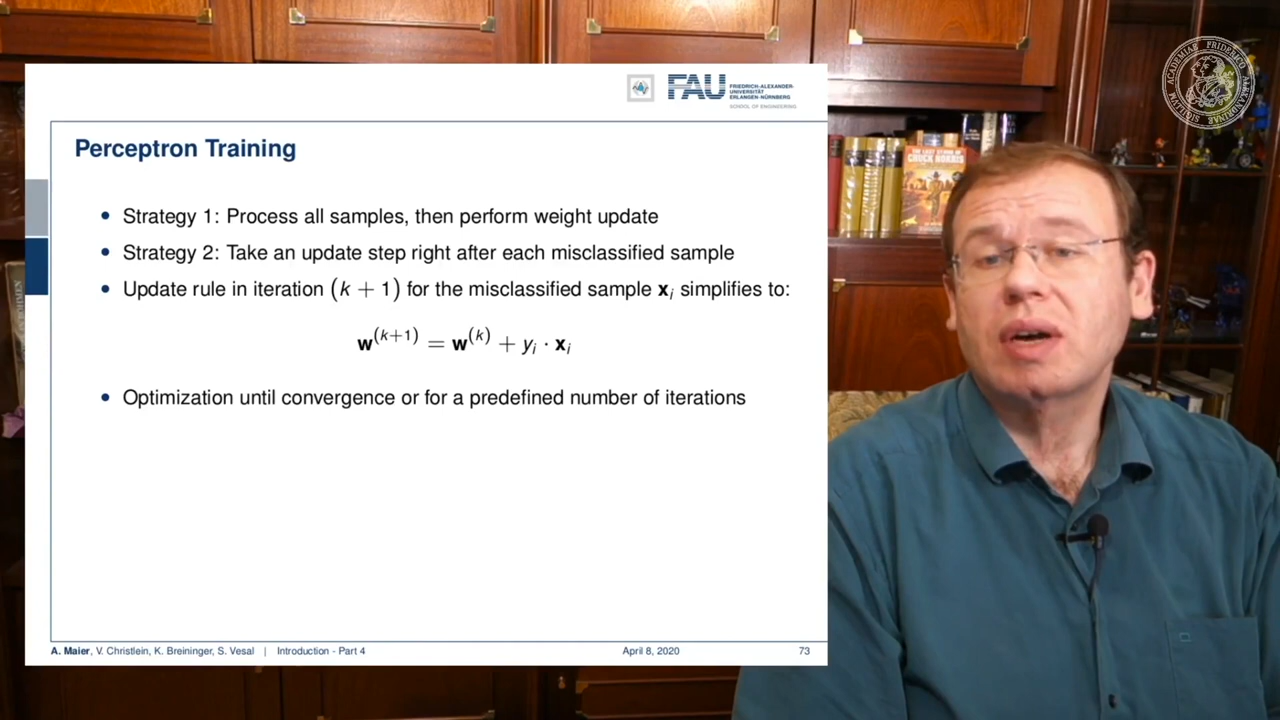 FAU
FRIEDRICH-ALEXANDER-
UNIVERSITÄT
ERLANGEN-NÜRNBERG
SCHOOL OF ENGINEERING
Perceptron Training
• Strategy 1: Process all samples, then perform weight update
• Strategy 2: Take an update step right after each misclassified sample
• Update rule in iteration (k + 1) for the misclassified sample xᵢ simplifies to:
w⁽ᵏ⁺¹⁾ = w⁽ᵏ⁾ + yᵢ · xᵢ
• Optimization until convergence or for a predefined number of iterations
A. Maier, V. Christlein, K. Breininger, S. Vesal | Introduction - Part 4 April 8, 2020 73
CHUCK NORRIS